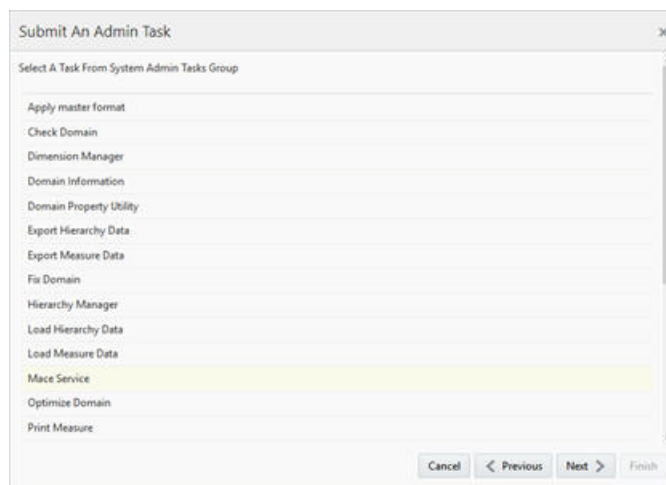 Submit An Admin Task
Select A Task From System Admin Tasks Group
Apply master format
Check Domain
Dimension Manager
Domain Information
Domain Property Utility
Export Hierarchy Data
Export Measure Data
Fix Domain
Hierarchy Manager
Load Hierarchy Data
Load Measure Data
Mace Service
Optimize Domain
Print Measure
Cancel Previous Next Finish